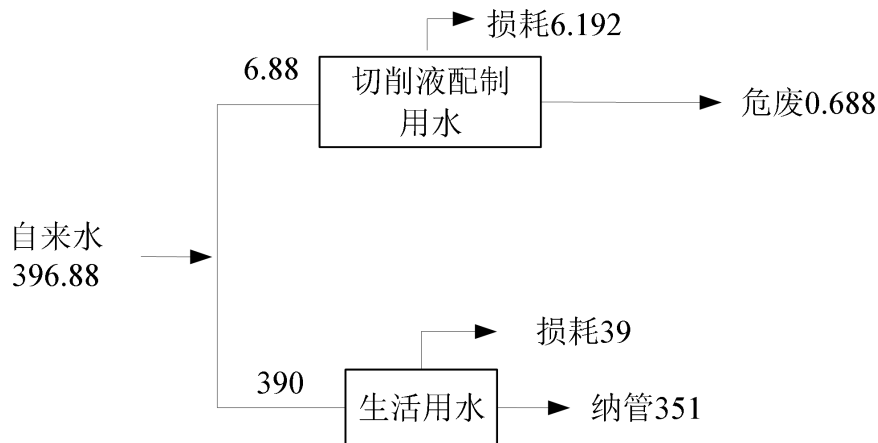 损耗6.192
6.88
切削液配制
用水
危废0.688
自来水
396.88
损耗39
390
生活用水
纳管351